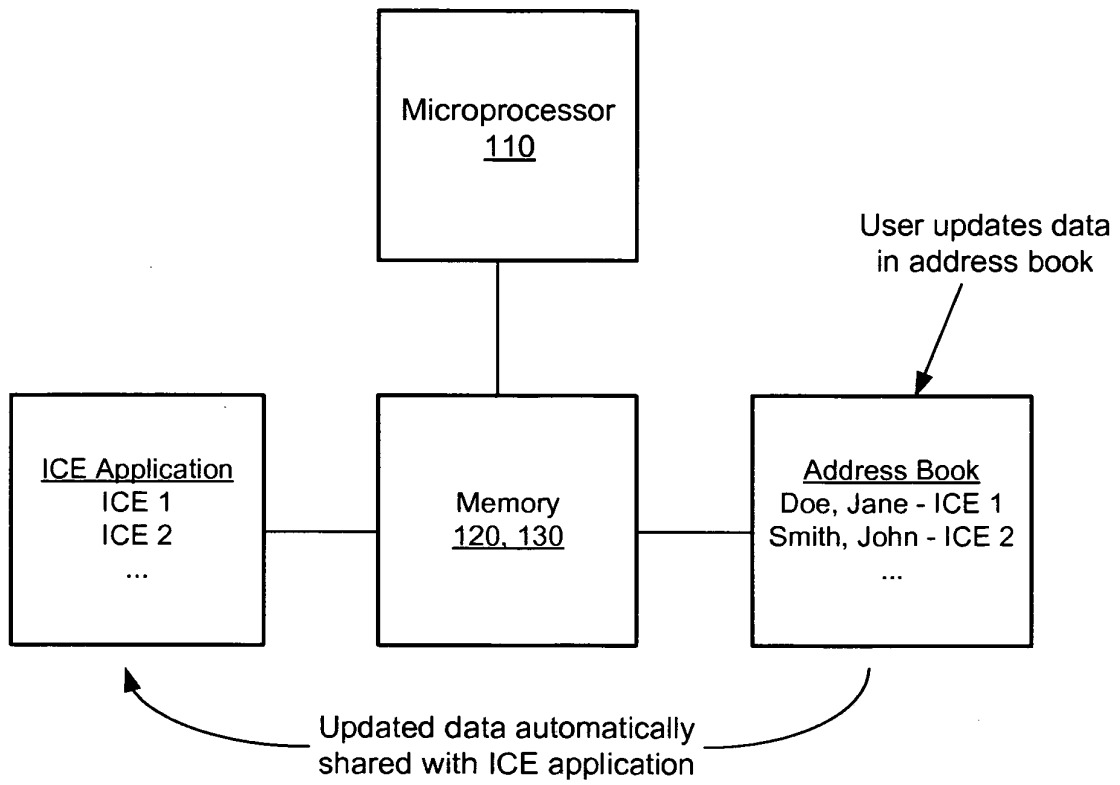 Microprocessor
110
User updates data
in address book
ICE Application
ICE 1
ICE 2
...
Memory
120, 130
Address Book
Doe, Jane - ICE 1
Smith, John - ICE 2
...
Updated data automatically
shared with ICE application